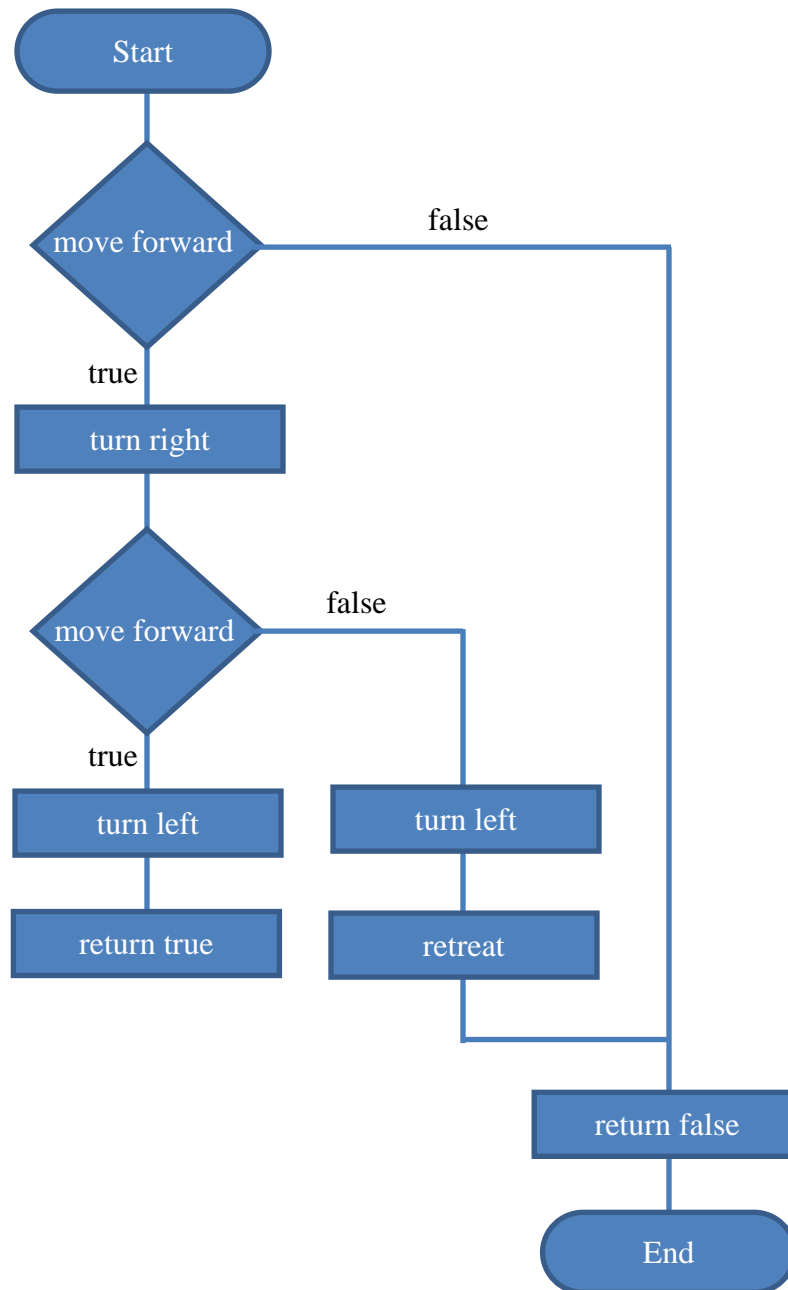 Start
move forward
false
true
turn right
move forward
false
true
turn left
turn left
return true
retreat
return false
End